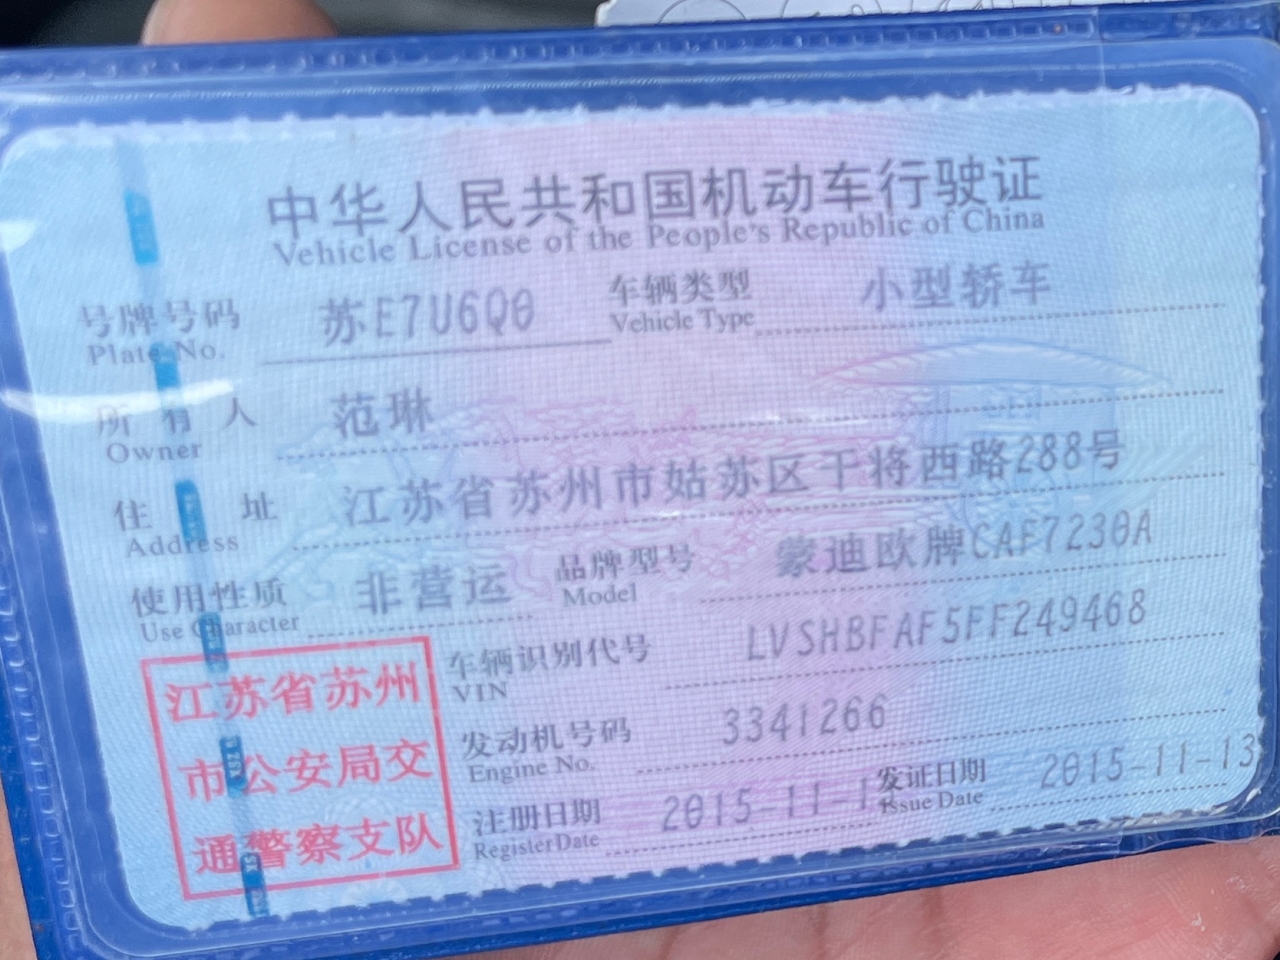 中华人民共和国机动车行驶证
Vehicle License of the People's Republic of China
号牌号码 苏E7U6Q0 车辆类型 小型轿车
Plate No. Vehicle Type
所有人 范琳
Owner
住址 江苏省苏州市姑苏区干将西路288号
Address
使用性质 非营运 品牌型号 蒙迪欧牌CAF7230A
Use Character Model
江苏省苏州
市公安局交
通警察支队
车辆识别代号 LVSHBFAF5FF249468
VIN
发动机号码 3341266
Engine No.
注册日期 2015-11-1 发证日期 2015-11-13
Register Date Issue Date